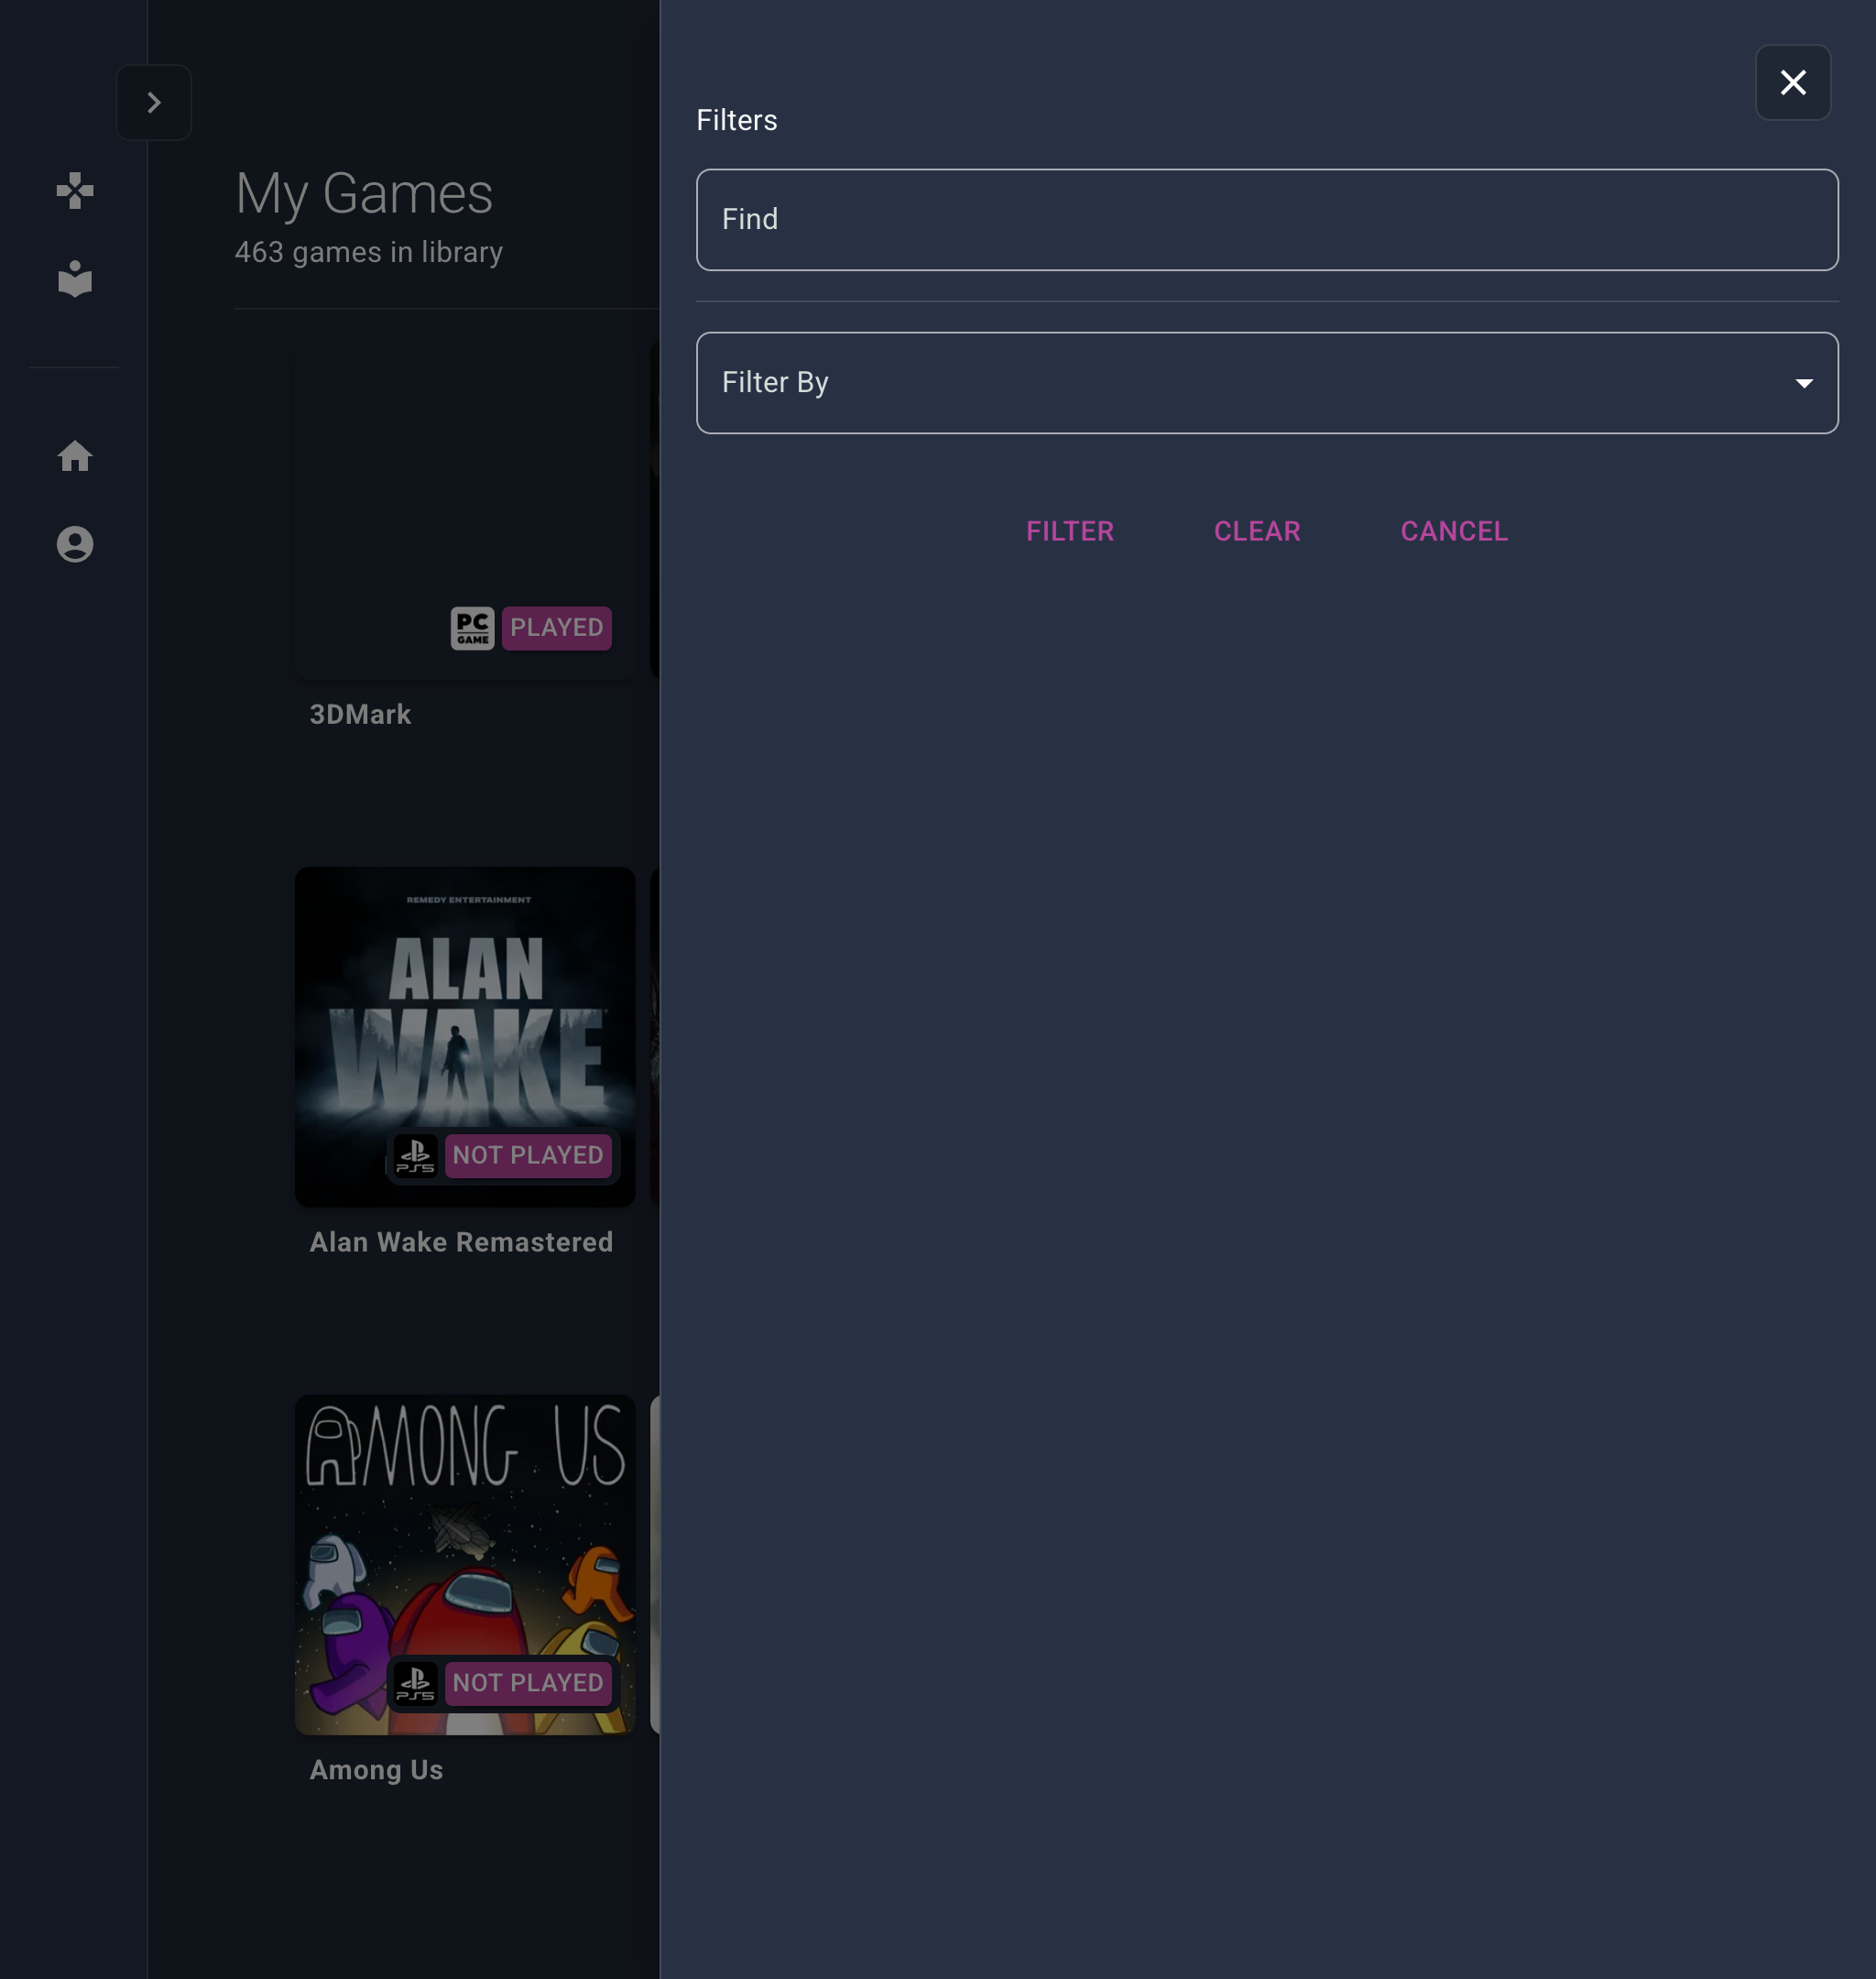 My Games
463 games in library
PC
GAME
PLAYED
3DMark
REMEDY ENTERTAINMENT
ALAN
WAKE
PS5
NOT PLAYED
Alan Wake Remastered
AMONG US
PS5
NOT PLAYED
Among Us
Filters
Find
Filter By
FILTER
CLEAR
CANCEL